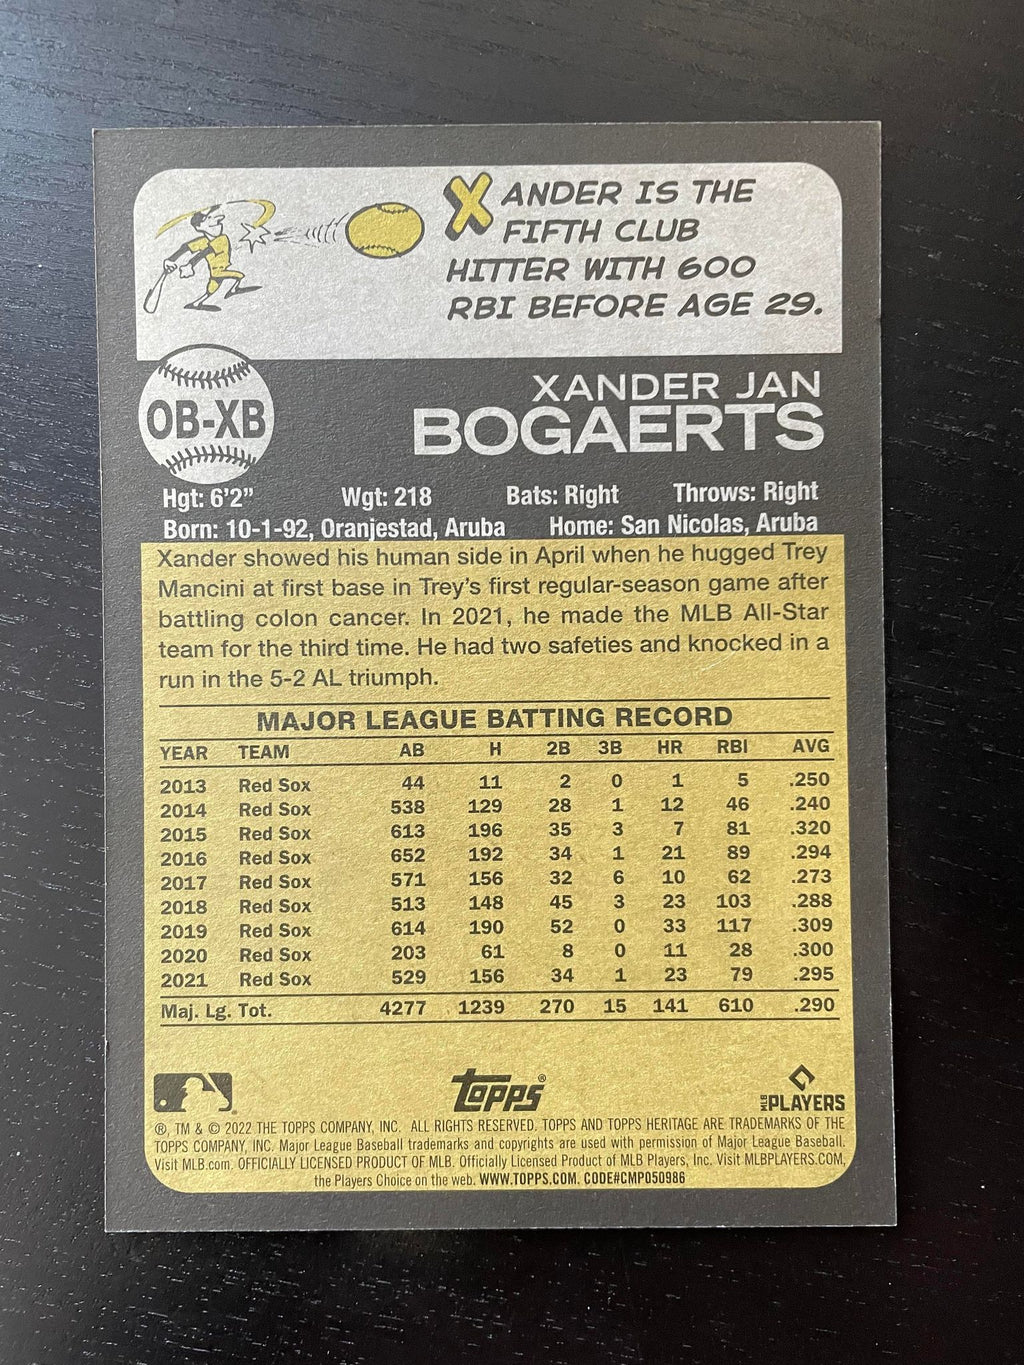 XANDER IS THE
FIFTH CLUB
HITTER WITH 600
RBI BEFORE AGE 29.
OB-XB
XANDER JAN
BOGAERTS
Hgt: 6'2" Wgt: 218 Bats: Right Throws: Right
Born: 10-1-92, Oranjestad, Aruba Home: San Nicolas, Aruba
Xander showed his human side in April when he hugged Trey
Mancini at first base in Trey's first regular-season game after
battling colon cancer. In 2021, he made the MLB All-Star
team for the third time. He had two safeties and knocked in a
run in the 5-2 AL triumph.
MAJOR LEAGUE BATTING RECORD
YEAR TEAM AB H 2B 3B HR RBI AVG
2013 Red Sox 44 11 2 0 1 5 .250
2014 Red Sox 538 129 28 1 12 46 .240
2015 Red Sox 613 196 35 3 7 81 .320
2016 Red Sox 652 192 34 1 21 89 .294
2017 Red Sox 571 156 32 6 10 62 .273
2018 Red Sox 513 148 45 3 23 103 .288
2019 Red Sox 614 190 52 0 33 117 .309
2020 Red Sox 203 61 8 0 11 28 .300
2021 Red Sox 529 156 34 1 23 79 .295
Maj. Lg. Tot. 4277 1239 270 15 141 610 .290
topps®
MLB PLAYERS
®, TM & © 2022 THE TOPPS COMPANY, INC. ALL RIGHTS RESERVED. TOPPS AND TOPPS HERITAGE ARE TRADEMARKS OF THE
TOPPS COMPANY, INC. Major League Baseball trademarks and copyrights are used with permission of Major League Baseball.
Visit MLB.com. OFFICIALLY LICENSED PRODUCT OF MLB. Officially Licensed Product of MLB Players, Inc. Visit MLBPLAYERS.COM,
the Players Choice on the web. WWW.TOPPS.COM. CODE#CMP050986